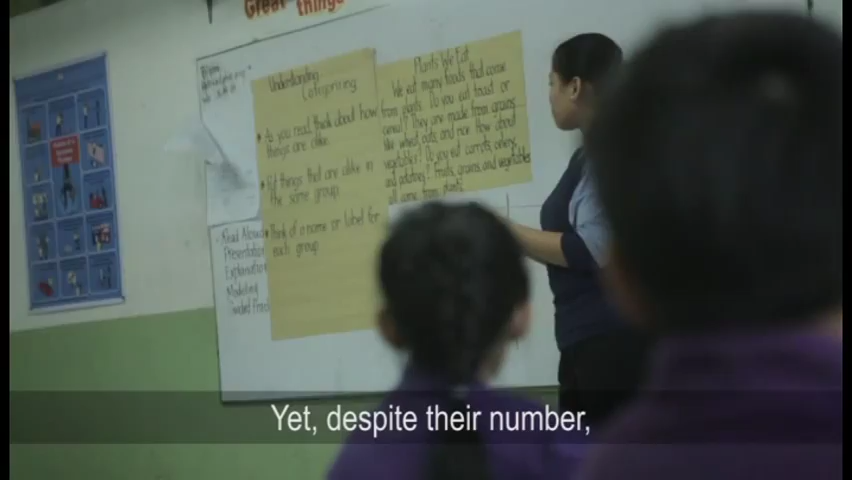 Great things
Understanding
Categorizing
• As you read, think about how
things are alike.
• Put things that are alike in
the same group.
• Think of a name or label for
each group.
Plants We Eat
We eat many foods that come
from plants. Do you eat toast or
cereal? They are made from grains
like wheat, oats, and rice. How about
vegetables? Do you eat carrots, celery,
and potatoes? Fruits, grains, and vegetables
all come from plants.
Read Aloud
Presentation
Explanation
Modeling
Guided
Yet, despite their number,